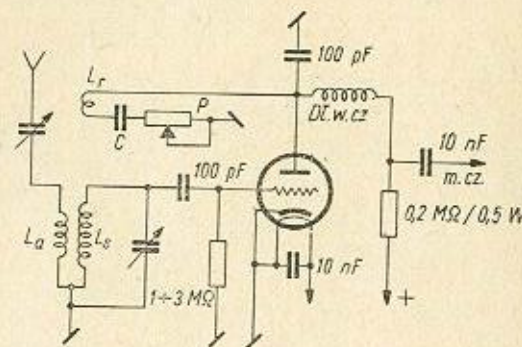 100 pF
Lr
P
C
Dł.w.cz
10 nF
m.cz.
100 pF
La
Ls
0,2 MΩ / 0,5 W
10 nF
1÷3 MΩ
+